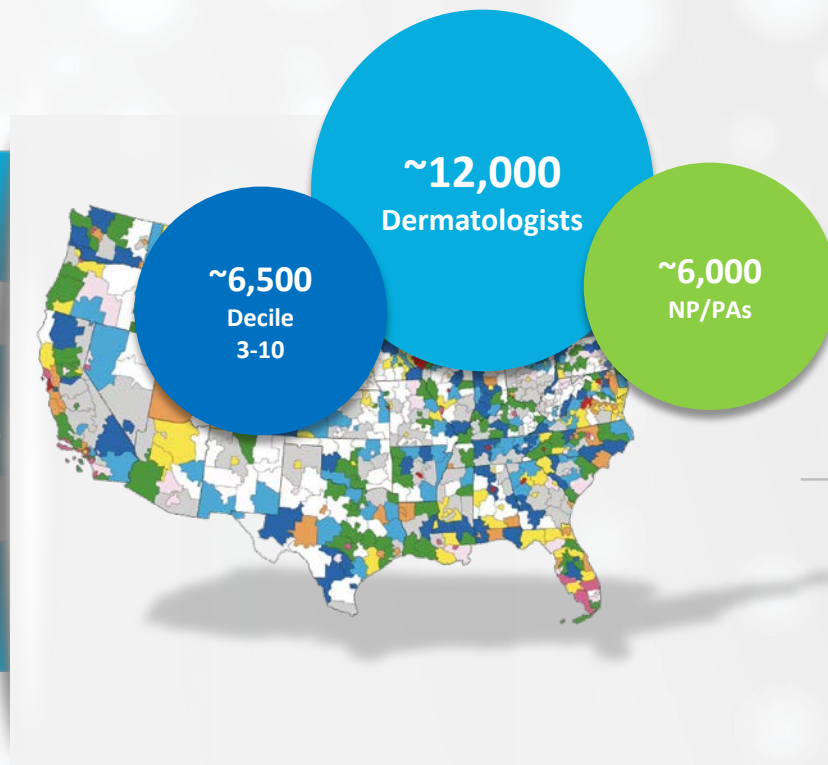 ~12,000
Dermatologists
~6,500
Decile
3-10
~6,000
NP/PAs